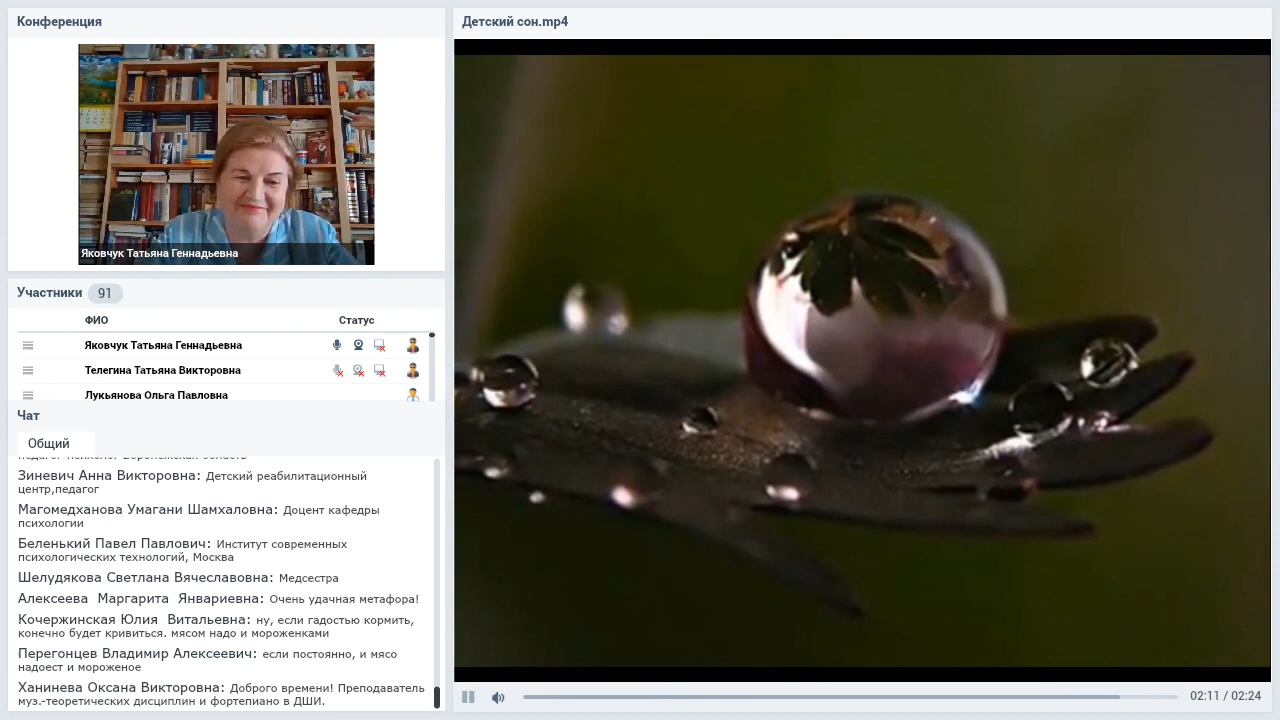 Конференция
Яковчук Татьяна Геннадьевна
Участники 91
ФИО Статус
Яковчук Татьяна Геннадьевна
Телегина Татьяна Викторовна
Лукьянова Ольга Павловна
Чат
Общий
Зиневич Анна Викторовна: Детский реабилитационный
центр,педагог
Магомедханова Умагани Шамхаловна: Доцент кафедры
психологии
Беленький Павел Павлович: Институт современных
психологических технологий, Москва
Шелудякова Светлана Вячеславовна: Медсестра
Алексеева  Маргарита  Январиевна: Очень удачная метафора!
Кочержинская Юлия  Витальевна: ну, если гадостью кормить,
конечно будет кривиться. мясом надо и мороженками
Перегонцев Владимир Алексеевич: если постоянно, и мясо
надоест и мороженое
Ханинева Оксана Викторовна: Доброго времени! Преподаватель
муз.-теоретических дисциплин и фортепиано в ДШИ.
Детский сон.mp4
02:11 / 02:24